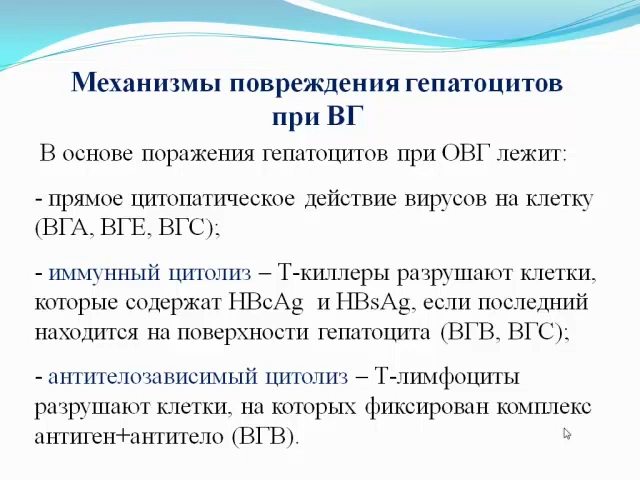 Механизмы повреждения гепатоцитов
при ВГ
В основе поражения гепатоцитов при ОВГ лежит:
- прямое цитопатическое действие вирусов на клетку
(ВГА, ВГЕ, ВГС);
- иммунный цитолиз – Т-киллеры разрушают клетки,
которые содержат HBcAg и HBsAg, если последний
находится на поверхности гепатоцита (ВГВ, ВГС);
- антителозависимый цитолиз – Т-лимфоциты
разрушают клетки, на которых фиксирован комплекс
антиген+антитело (ВГВ).